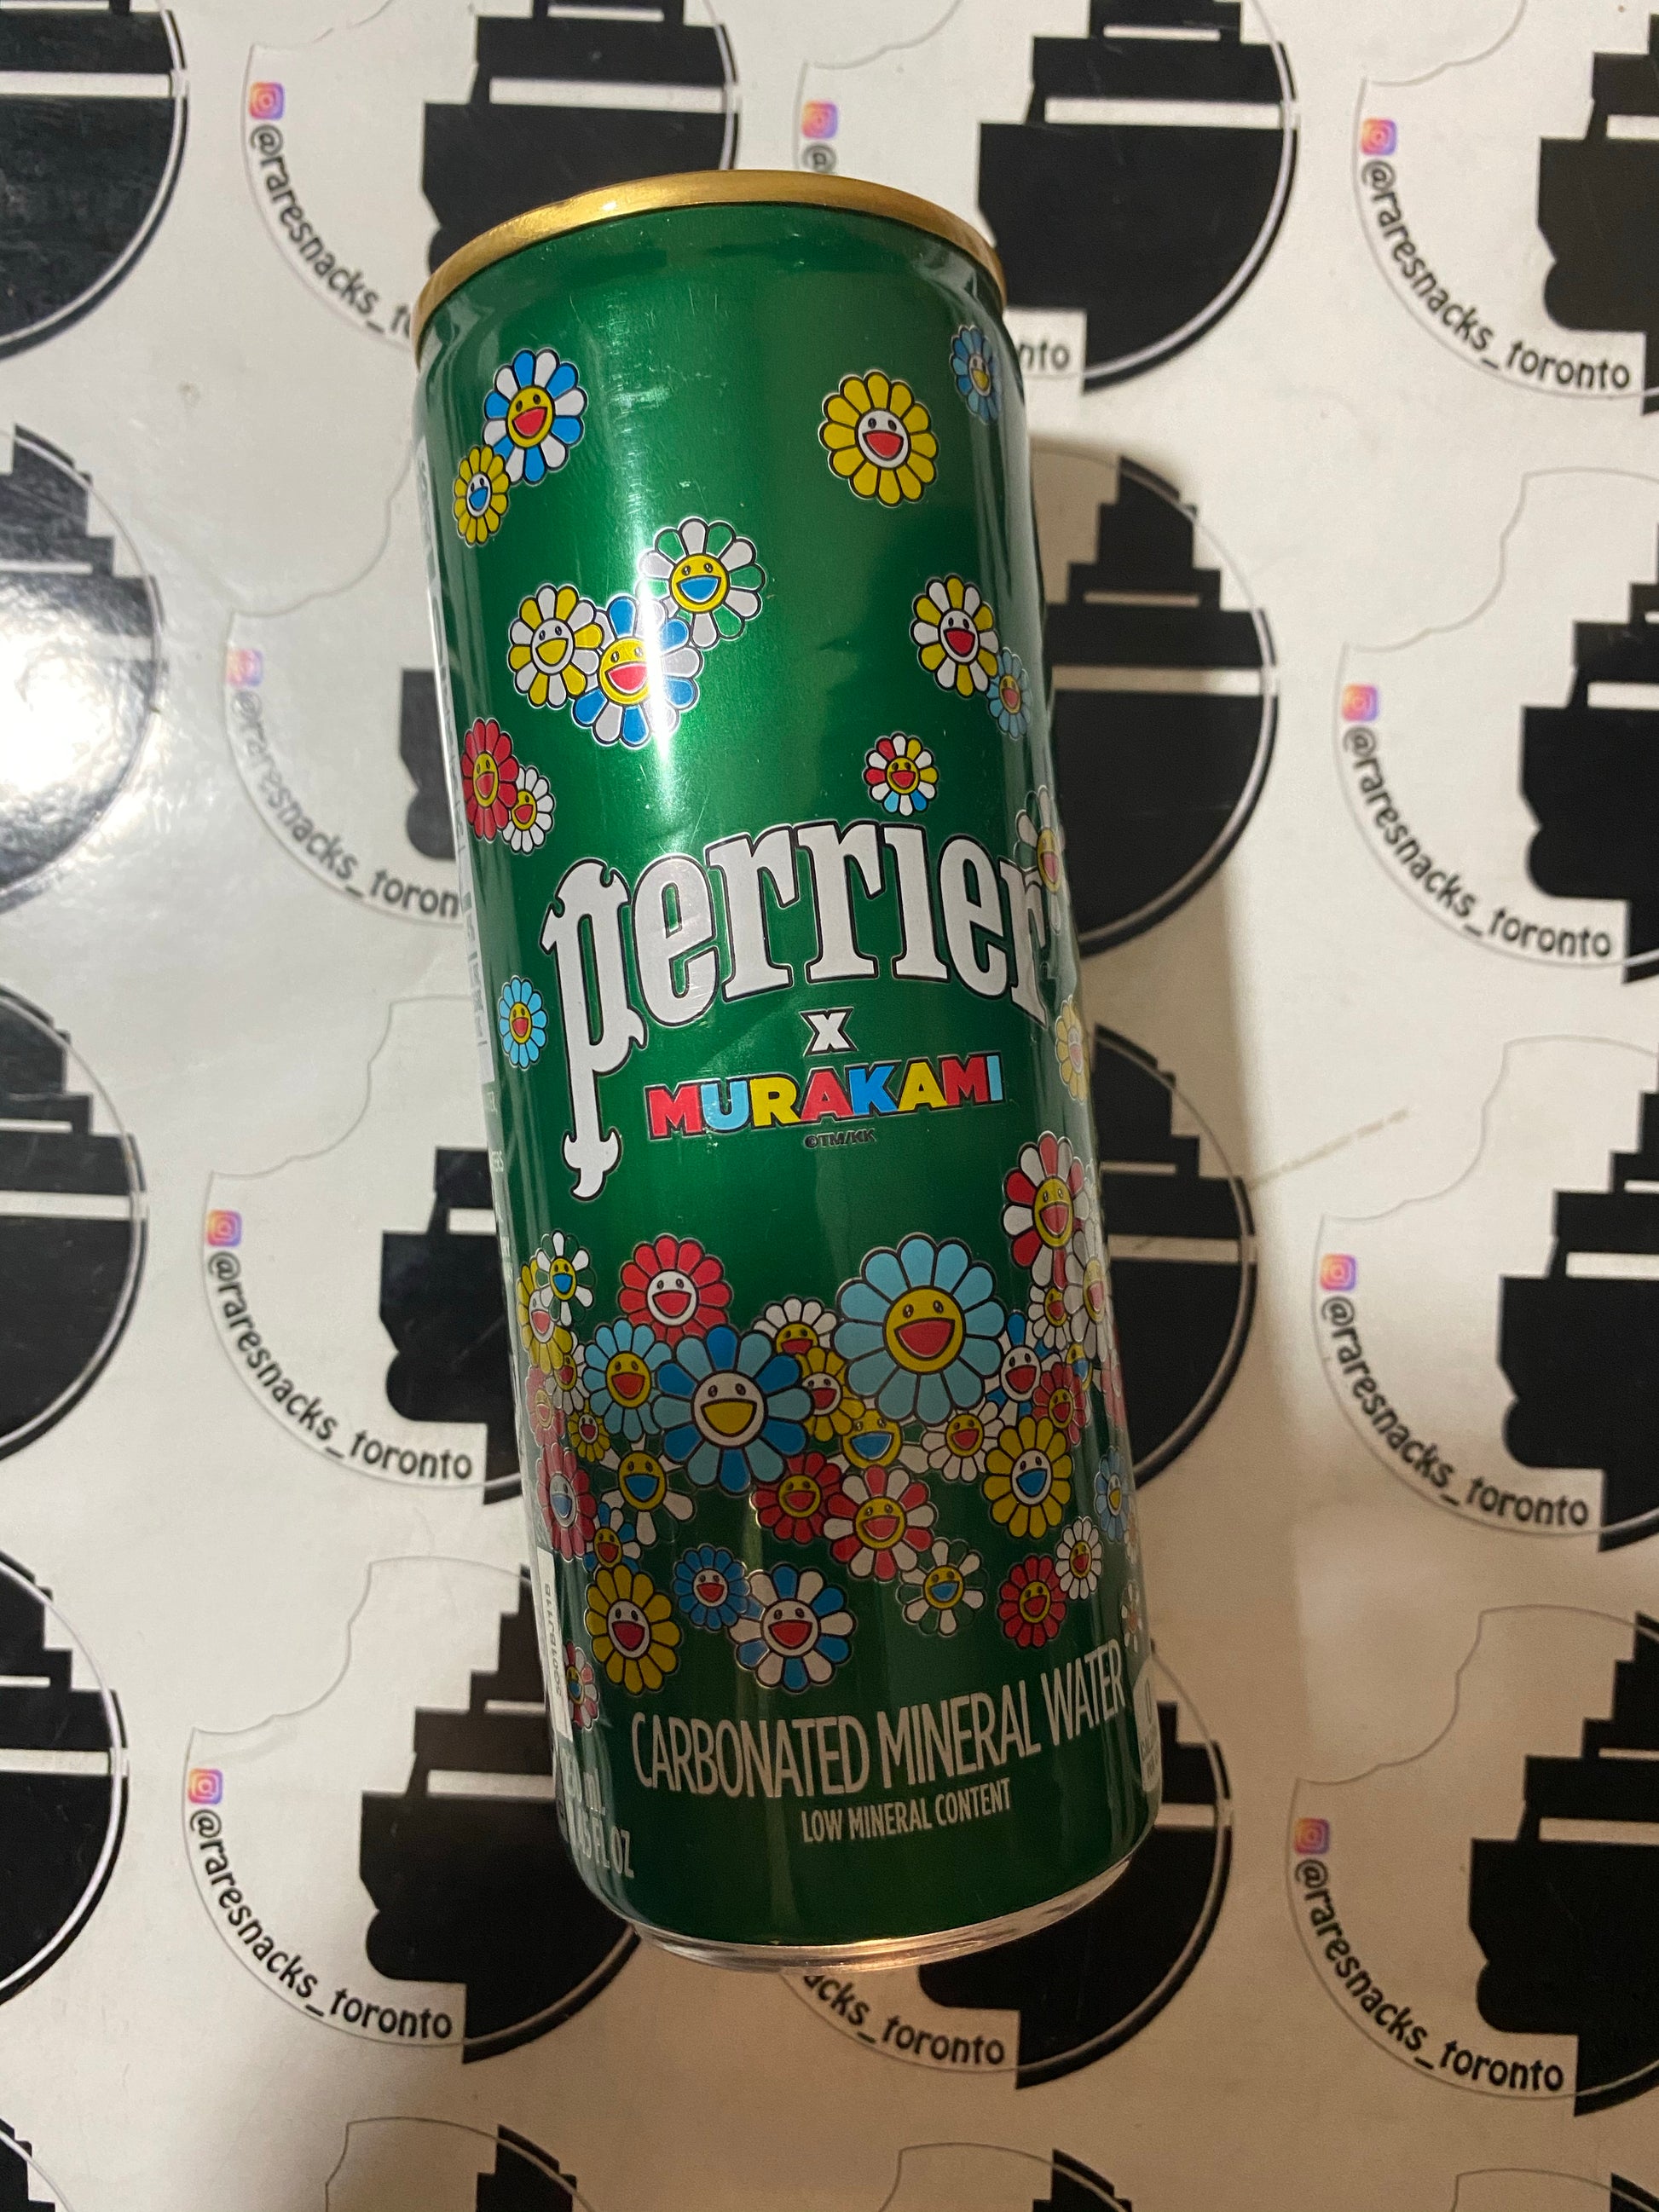 perrier
x
MURAKAMI
©TM/KK
CARBONATED MINERAL WATER
LOW MINERAL CONTENT
mL
FL OZ
@raresnacks_toronto
@raresnacks_toronto
@raresnacks_toronto
@raresnacks_toronto
@raresnacks_toronto
@raresnacks_toronto
@raresnacks_toronto